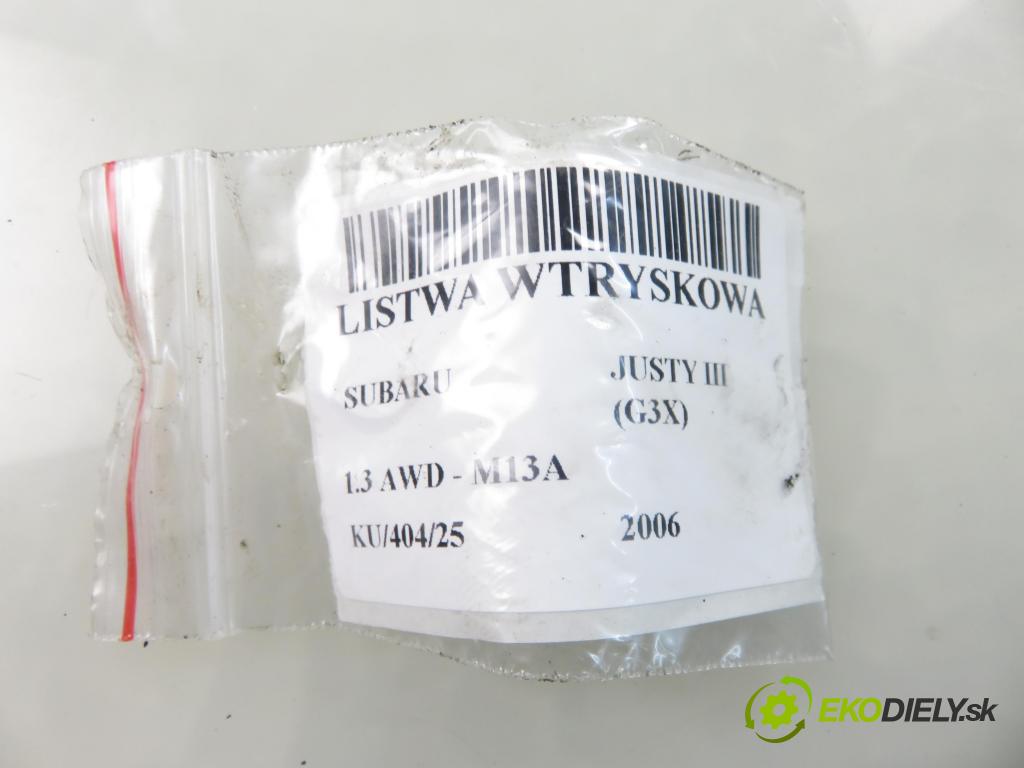 LISTWA WTRYSKOWA
SUBARU JUSTY III
(G3X)
1.3 AWD - M13A
KU/404/25 2006
EKODIELY.sk